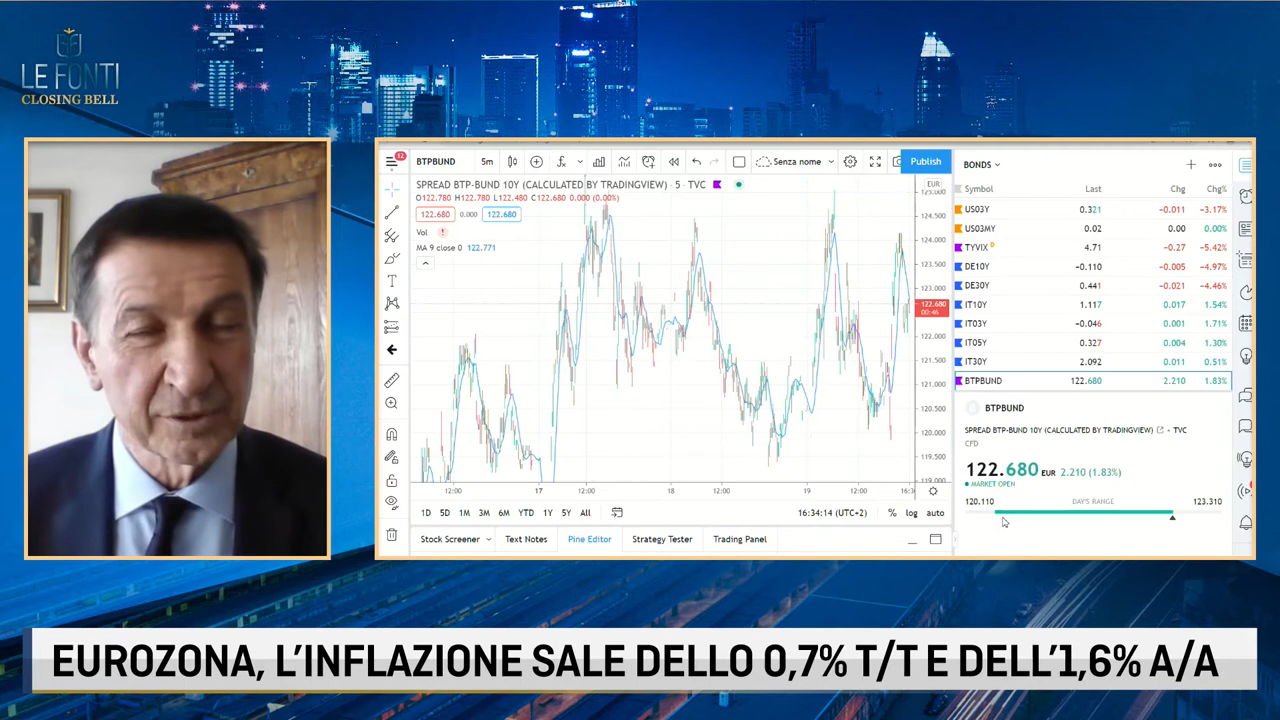 LE FONTI
CLOSING BELL
12
BTPBUND
5m
Senza nome
Publish
SPREAD BTP-BUND 10Y (CALCULATED BY TRADINGVIEW) · 5 · TVC
O122.780 H122.780 L122.480 C122.680 0.000 (0.00%)
122.680 0.000 122.680
Vol !
MA 9 close 0 122.771
EUR
125.000
124.500
124.000
123.500
123.000
122.680
00:46
122.000
121.500
121.000
120.500
120.000
119.500
119.000
12:00 17 12:00 18 12:00 19 12:00 16:3
1D 5D 1M 3M 6M YTD 1Y 5Y All
16:34:14 (UTC+2) % log auto
Stock Screener Text Notes Pine Editor Strategy Tester Trading Panel
BONDS
Symbol Last Chg Chg%
US03Y 0.321 −0.011 −3.17%
US03MY 0.02 0.00 0.00%
TYVIX D 4.71 −0.27 −5.42%
DE10Y −0.110 −0.005 −4.97%
DE30Y 0.441 −0.021 −4.46%
IT10Y 1.117 0.017 1.54%
IT03Y −0.046 0.001 1.71%
IT05Y 0.327 0.004 1.30%
IT30Y 2.092 0.011 0.51%
BTPBUND 122.680 2.210 1.83%
BTPBUND
SPREAD BTP-BUND 10Y (CALCULATED BY TRADINGVIEW) · TVC
CFD
122.680 EUR 2.210 (1.83%)
MARKET OPEN
120.110 DAY'S RANGE 123.310
EUROZONA, L'INFLAZIONE SALE DELLO 0,7% T/T E DELL'1,6% A/A